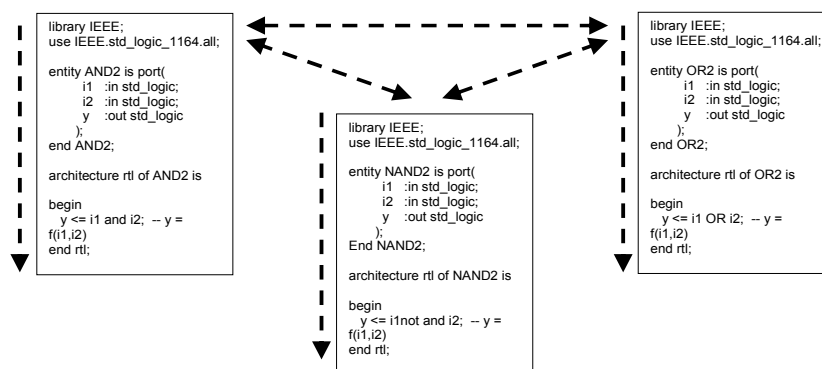 library IEEE;
use IEEE.std_logic_1164.all;
entity AND2 is port(
i1 :in std_logic;
i2 :in std_logic;
y :out std_logic
);
end AND2;
architecture rtl of AND2 is
begin
y <= i1 and i2; -- y =
f(i1,i2)
end rtl;
library IEEE;
use IEEE.std_logic_1164.all;
entity NAND2 is port(
i1 :in std_logic;
i2 :in std_logic;
y :out std_logic
);
End NAND2;
architecture rtl of NAND2 is
begin
y <= i1not and i2; -- y =
f(i1,i2)
end rtl;
library IEEE;
use IEEE.std_logic_1164.all;
entity OR2 is port(
i1 :in std_logic;
i2 :in std_logic;
y :out std_logic
);
end OR2;
architecture rtl of OR2 is
begin
y <= i1 OR i2; -- y =
f(i1,i2)
end rtl;